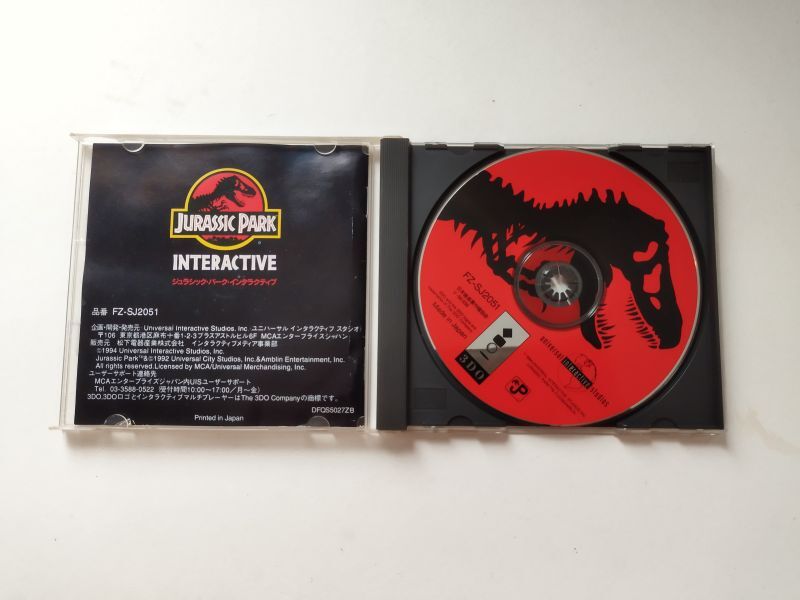 JURASSIC PARK
INTERACTIVE
ジュラシック・パーク・インタラクティブ
品番 FZ-SJ2051
企画・開発・発売元 Universal Interactive Studios, Inc.・ユニバーサル インタラクティブ スタジオ
〒106 東京都港区麻布十番1-2-3プラズアストルビル6F MCAエンタープライズジャパン
販売元 松下電器産業株式会社 インタラクティブメディア事業部
©1994 Universal Interactive Studios, Inc.
Jurassic Park™&©1992 Universal City Studios, Inc.&Amblin Entertainment, Inc.
All rights reserved.Licensed by MCA/Universal Merchandising, Inc.
ユーザーサポート連絡先
MCAエンタープライズジャパン内UISユーザーサポート
Tel. 03-3588-0522 (受付時間10:00~17:00/月~金)
3DO,3DOロゴとインタラクティブマルチプレーヤーはThe 3DO Companyの商標です。
DFQS5027ZB
Printed in Japan
FZ-SJ2051
Made in Japan
3DO
universal
interactive
studios
JP